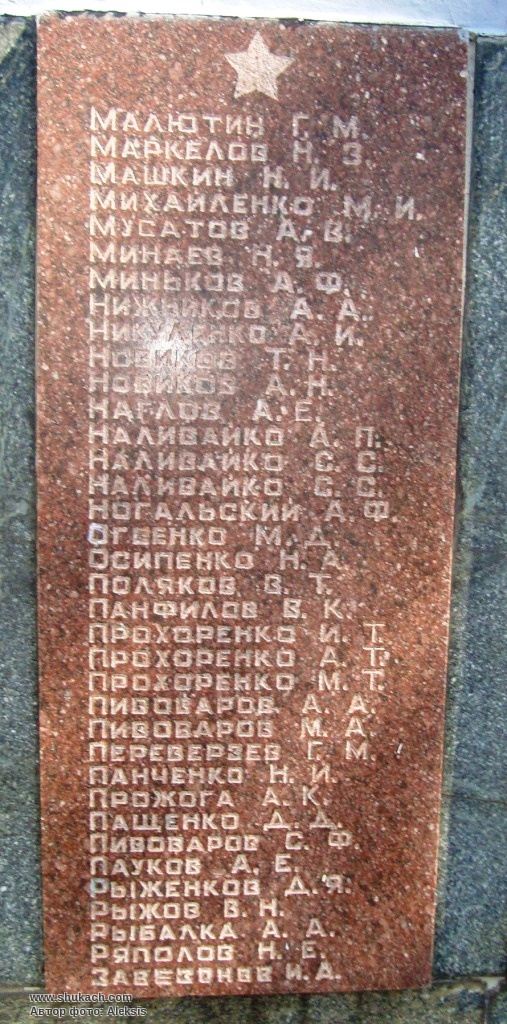 МАЛЮТИН Г. М.
МАРКЕЛОВ Н. З.
МАШКИН Н. И.
МИХАЙЛЕНКО М. И.
МУСАТОВ А. В.
МИНАЕВ Н. Я.
МИНЬКОВ А. Ф.
НИЖНИКОВ А. А.
НИКУЛЕНКО А. И.
НОВИКОВ Т. Н.
НОВИКОВ А. Н.
НАГЛОВ А. Е.
НАЛИВАЙКО А. П.
НАЛИВАЙКО С. С.
НАЛИВАЙКО С. С.
НОГАЛЬСКИЙ А. Ф.
ОГИЕНКО М. Д.
ОСИПЕНКО Н. А.
ПОЛЯКОВ В. Т.
ПАНФИЛОВ В. К.
ПРОХОРЕНКО И. Т.
ПРОХОРЕНКО А. Т.
ПРОХОРЕНКО М. Т.
ПИВОВАРОВ А. А.
ПИВОВАРОВ М. А.
ПЕРЕВЕРЗЕВ Г. М.
ПАНЧЕНКО Н. И.
ПРОЖОГА А. К.
ПАЩЕНКО Д. Д.
ПИВОВАРОВ С. Ф.
ПАУКОВ А. Е.
РЫЖЕНКОВ Д. Я.
РЫЖОВ В. Н.
РЫБАЛКА А. А.
РЯПОЛОВ Н. Е.
И. А.
www.shukach.com
Автор фото: Aleksis